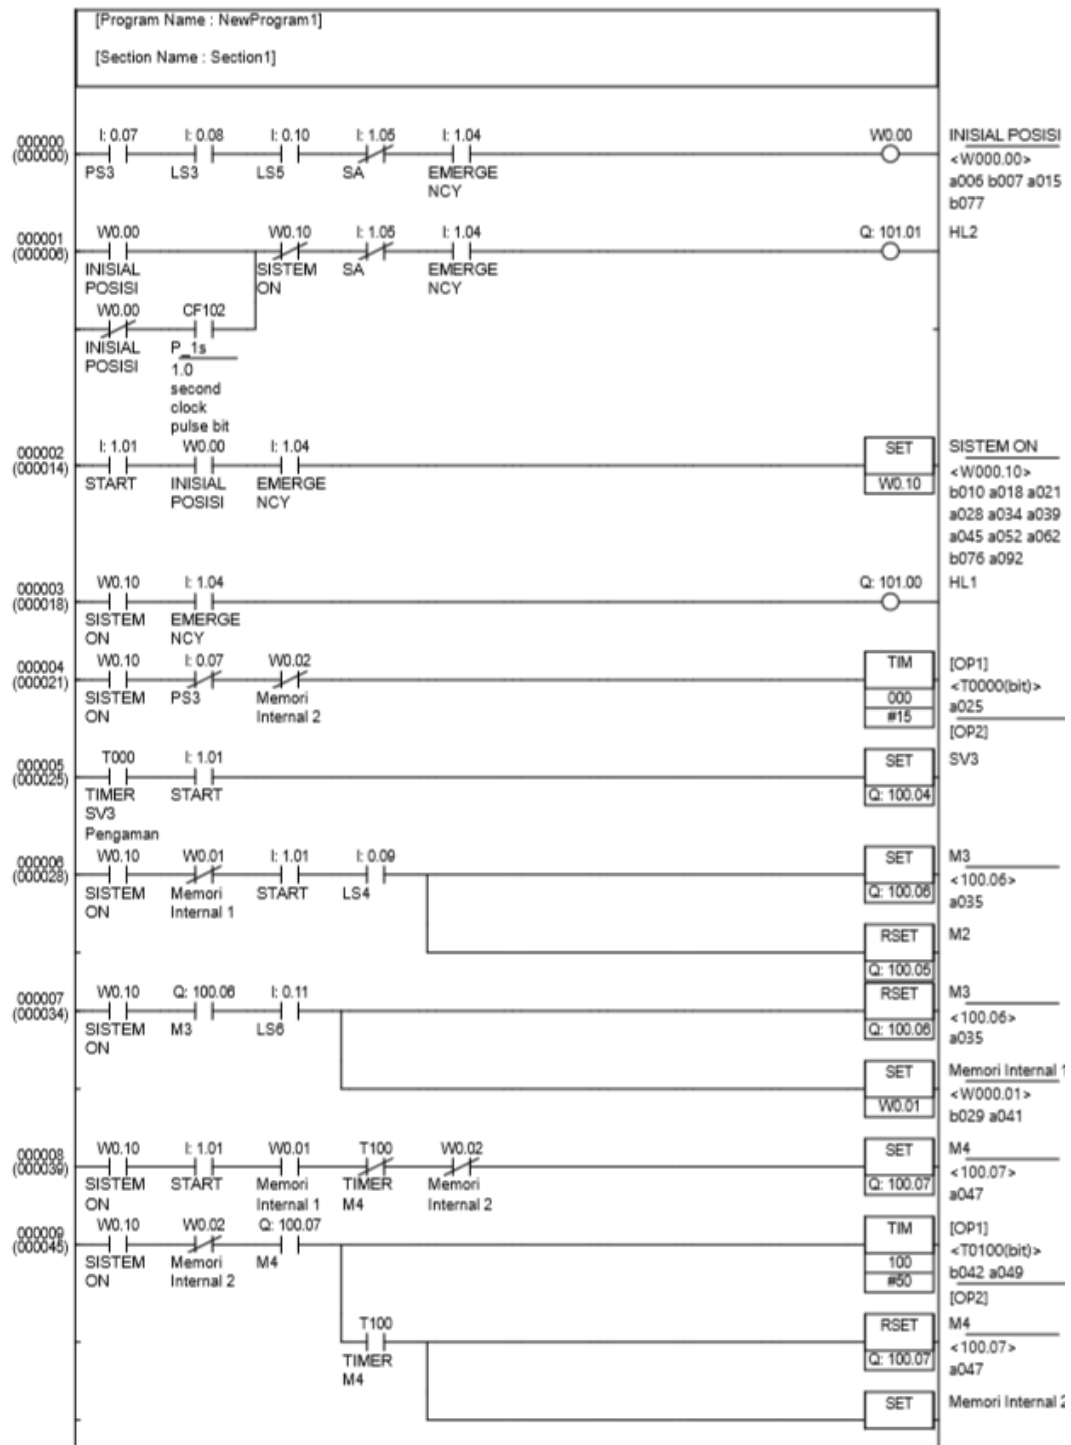 [Program Name : NewProgram1]
[Section Name : Section1]
000000
(000000)
I: 0.07
PS3
I: 0.08
LS3
I: 0.10
LS5
I: 1.05
SA
I: 1.04
EMERGE
NCY
W0.00
INISIAL POSISI
<W000.00>
a006 b007 a015
b077
000001
(000006)
W0.00
INISIAL
POSISI
W0.10
SISTEM
ON
I: 1.05
SA
I: 1.04
EMERGE
NCY
Q: 101.01
HL2
W0.00
INISIAL
POSISI
CF102
P_1s
1.0
second
clock
pulse bit
000002
(000014)
I: 1.01
START
W0.00
INISIAL
POSISI
I: 1.04
EMERGE
NCY
SET
W0.10
SISTEM ON
<W000.10>
b010 a018 a021
a028 a034 a039
a045 a052 a062
b076 a092
000003
(000018)
W0.10
SISTEM
ON
I: 1.04
EMERGE
NCY
Q: 101.00
HL1
000004
(000021)
W0.10
SISTEM
ON
I: 0.07
PS3
W0.02
Memori
Internal 2
TIM
000
#15
[OP1]
<T0000(bit)>
a025
[OP2]
000005
(000025)
T000
TIMER
SV3
Pengaman
I: 1.01
START
SET
Q: 100.04
SV3
000006
(000028)
W0.10
SISTEM
ON
W0.01
Memori
Internal 1
I: 1.01
START
I: 0.09
LS4
SET
Q: 100.06
M3
<100.06>
a035
RSET
Q: 100.05
M2
000007
(000034)
W0.10
SISTEM
ON
Q: 100.06
M3
I: 0.11
LS6
RSET
Q: 100.06
M3
<100.06>
a035
SET
W0.01
Memori Internal 1
<W000.01>
b029 a041
000008
(000039)
W0.10
SISTEM
ON
I: 1.01
START
W0.01
Memori
Internal 1
T100
TIMER
M4
W0.02
Memori
Internal 2
SET
Q: 100.07
M4
<100.07>
a047
000009
(000045)
W0.10
SISTEM
ON
W0.02
Memori
Internal 2
Q: 100.07
M4
TIM
100
#50
[OP1]
<T0100(bit)>
b042 a049
[OP2]
T100
TIMER
M4
RSET
Q: 100.07
M4
<100.07>
a047
SET
Memori Internal 2